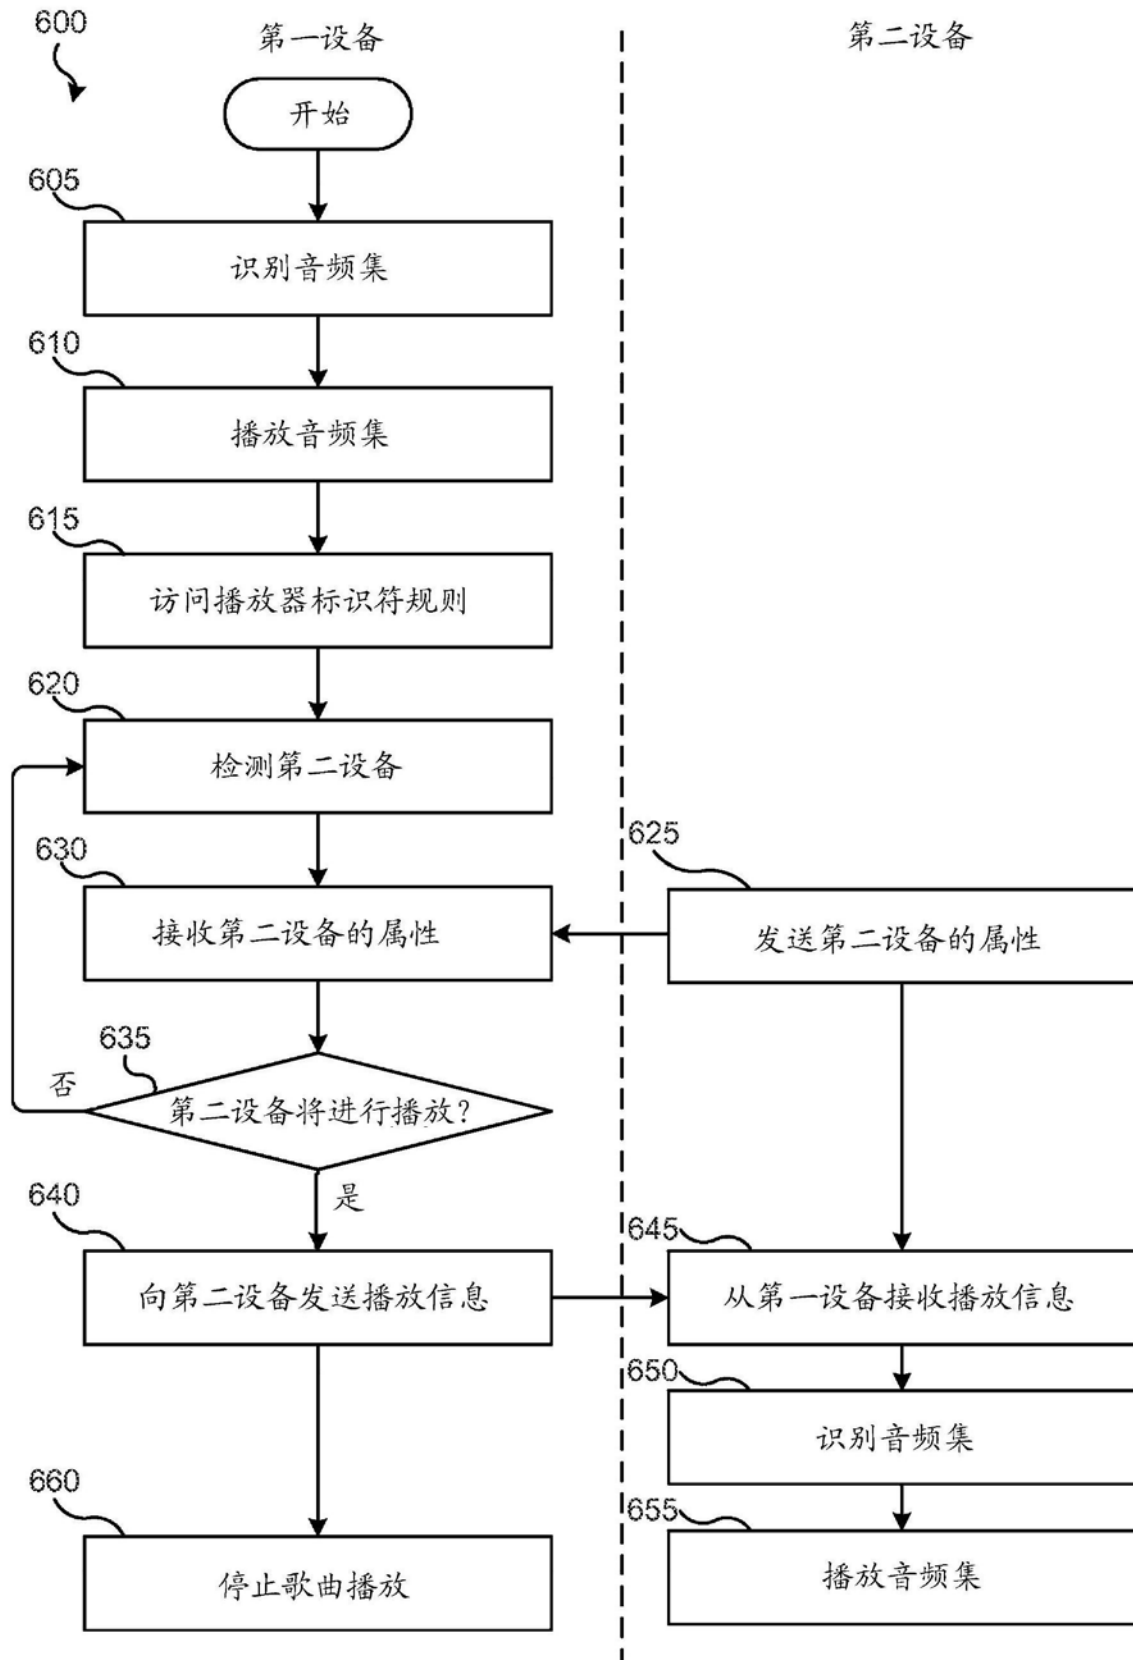 600
第一设备
第二设备
开始
605
识别音频集
610
播放音频集
615
访问播放器标识符规则
620
检测第二设备
625
630
接收第二设备的属性
发送第二设备的属性
635
否
第二设备将进行播放?
是
640
645
向第二设备发送播放信息
从第一设备接收播放信息
650
识别音频集
660
655
停止歌曲播放
播放音频集